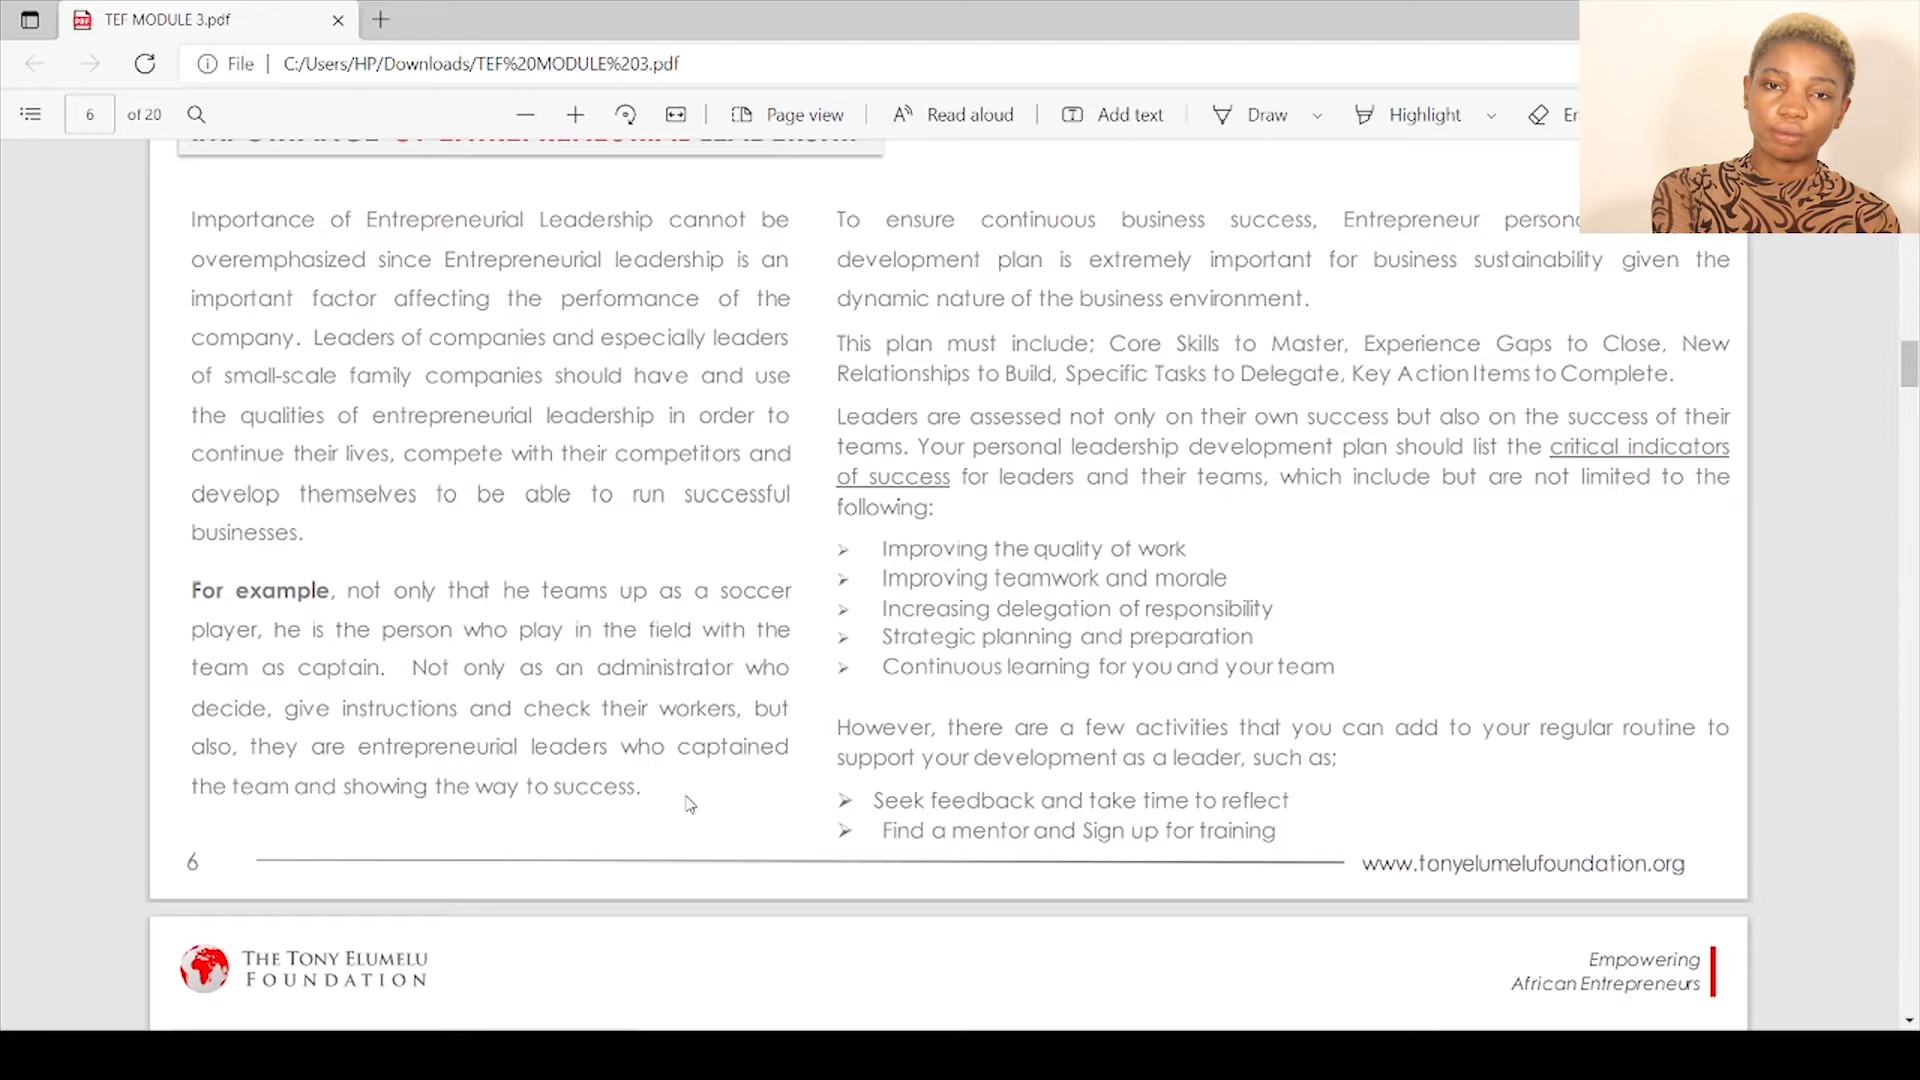 TEF MODULE 3.pdf
File
C:/Users/HP/Downloads/TEF%20MODULE%203.pdf
6 of 20
Page view
Read aloud
Add text
Draw
Highlight
IMPORTANCE OF ENTREPRENEURIAL LEADERSHIP
Importance of Entrepreneurial Leadership cannot be
overemphasized since Entrepreneurial leadership is an
important factor affecting the performance of the
company. Leaders of companies and especially leaders
of small-scale family companies should have and use
the qualities of entrepreneurial leadership in order to
continue their lives, compete with their competitors and
develop themselves to be able to run successful
businesses.
For example, not only that he teams up as a soccer
player, he is the person who play in the field with the
team as captain. Not only as an administrator who
decide, give instructions and check their workers, but
also, they are entrepreneurial leaders who captained
the team and showing the way to success.
To ensure continuous business success, Entrepreneur
development plan is extremely important for business sustainability given the
dynamic nature of the business environment.
This plan must include; Core Skills to Master, Experience Gaps to Close, New
Relationships to Build, Specific Tasks to Delegate, Key Action Items to Complete.
Leaders are assessed not only on their own success but also on the success of their
teams. Your personal leadership development plan should list the critical indicators
of success for leaders and their teams, which include but are not limited to the
following:
Improving the quality of work
Improving teamwork and morale
Increasing delegation of responsibility
Strategic planning and preparation
Continuous learning for you and your team
However, there are a few activities that you can add to your regular routine to
support your development as a leader, such as;
Seek feedback and take time to reflect
Find a mentor and Sign up for training
6
www.tonyelumelufoundation.org
THE TONY ELUMELU
FOUNDATION
Empowering
African Entrepreneurs